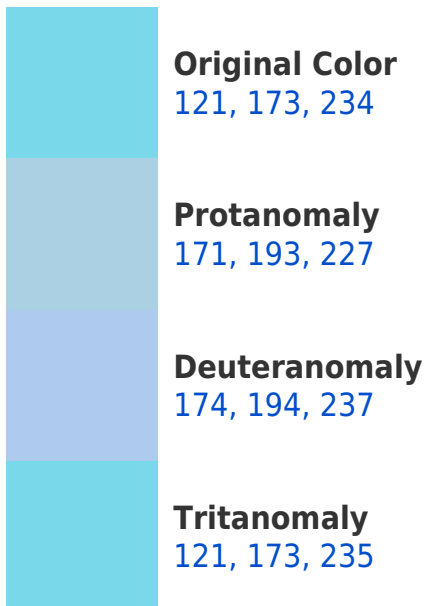 Original Color
121, 173, 234
Protanomaly
171, 193, 227
Deuteranomaly
174, 194, 237
Tritanomaly
121, 173, 235